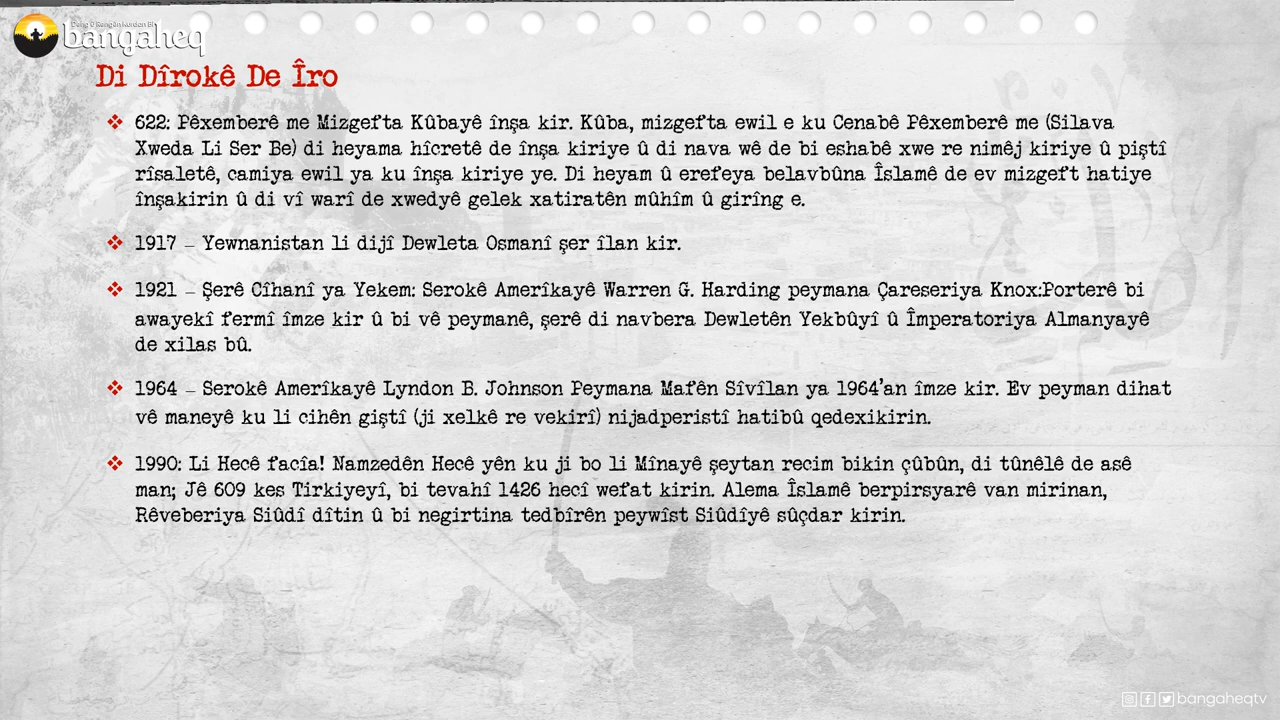 Deng û Bangên Kurdan Bi
bangaheq
Di Dîrokê De Îro
❖ 622: Pêxemberê me Mizgefta Kûbayê înşa kir. Kûba, mizgefta ewil e ku Cenabê Pêxemberê me (Silava
Xweda Li Ser Be) di heyama hîcretê de înşa kiriye û di nava wê de bi eshabê xwe re nimêj kiriye û piştî
rîsaletê, camiya ewil ya ku înşa kiriye ye. Di heyam û erefeya belavbûna Îslamê de ev mizgeft hatiye
înşakirin û di vî warî de xwedyê gelek xatiratên mûhîm û girîng e.
❖ 1917 – Yewnanistan li dijî Dewleta Osmanî şer îlan kir.
❖ 1921 – Şerê Cîhanî ya Yekem: Serokê Amerîkayê Warren G. Harding peymana Çareseriya Knox:Porterê bi
awayekî fermî îmze kir û bi vê peymanê, şerê di navbera Dewletên Yekbûyî û Împeratoriya Almanyayê
de xilas bû.
❖ 1964 – Serokê Amerîkayê Lyndon B. Johnson Peymana Mafên Sîvîlan ya 1964'an îmze kir. Ev peyman dihat
vê maneyê ku li cihên giştî (ji xelkê re vekirî) nijadperistî hatibû qedexikirin.
❖ 1990: Li Hecê facîa! Namzedên Hecê yên ku ji bo li Mînayê şeytan recim bikin çûbûn, di tûnêlê de asê
man; Jê 609 kes Tirkiyeyî, bi tevahî 1426 hecî wefat kirin. Alema Îslamê berpirsyarê van mirinan,
Rêveberiya Siûdî dîtin û bi negirtina tedbîrên peywîst Siûdîyê sûçdar kirin.
bangaheqtv